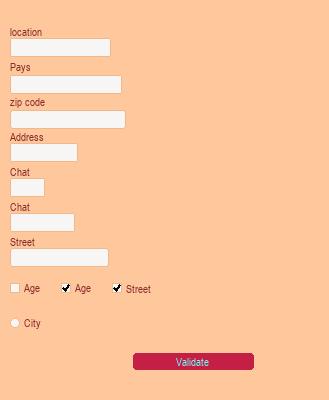 location
Pays
zip code
Address
Chat
Chat
Street
Age Age Street
City
Validate